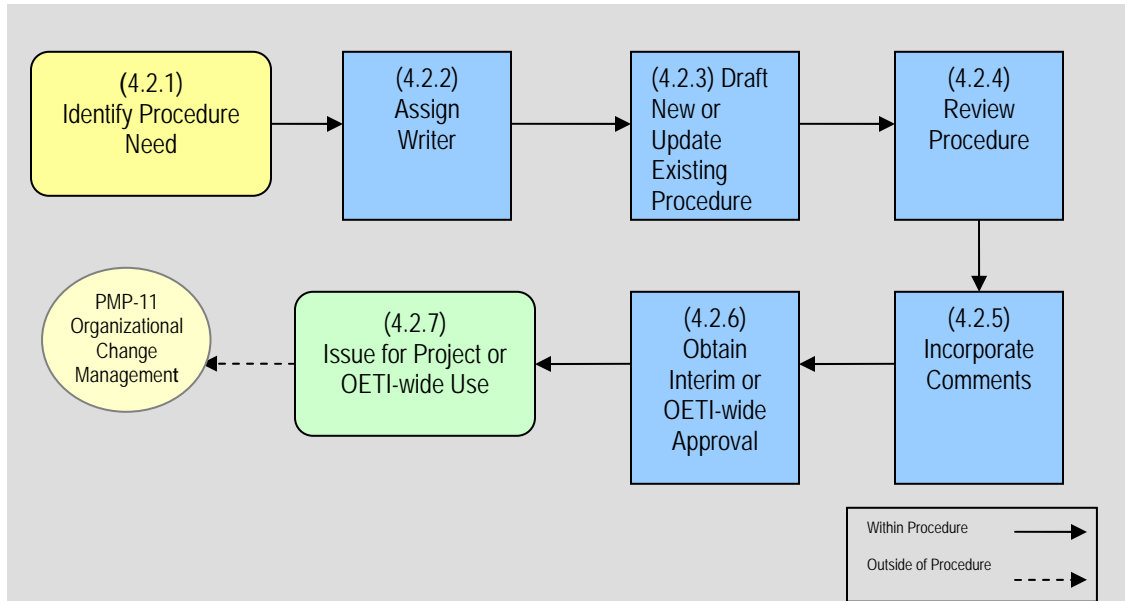 (4.2.1)
Identify Procedure
Need
(4.2.2)
Assign
Writer
(4.2.3) Draft
New or
Update
Existing
Procedure
(4.2.4)
Review
Procedure
PMP-11
Organizational
Change
Management
(4.2.7)
Issue for Project or
OETI-wide Use
(4.2.6)
Obtain
Interim or
OETI-wide
Approval
(4.2.5)
Incorporate
Comments
Within Procedure
Outside of Procedure